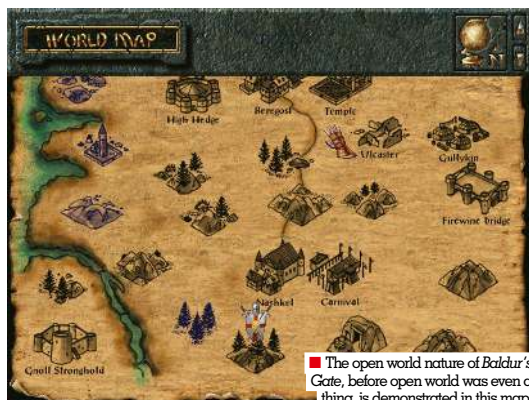 WORLD MAP
N
High Hedge
Beregost
Temple
Ulcaster
Gullykin
Firewine Bridge
Nashkel
Carnival
Gnoll Stronghold
■ The open world nature of Baldur's
Gate, before open world was even a
thing, is demonstrated in this map